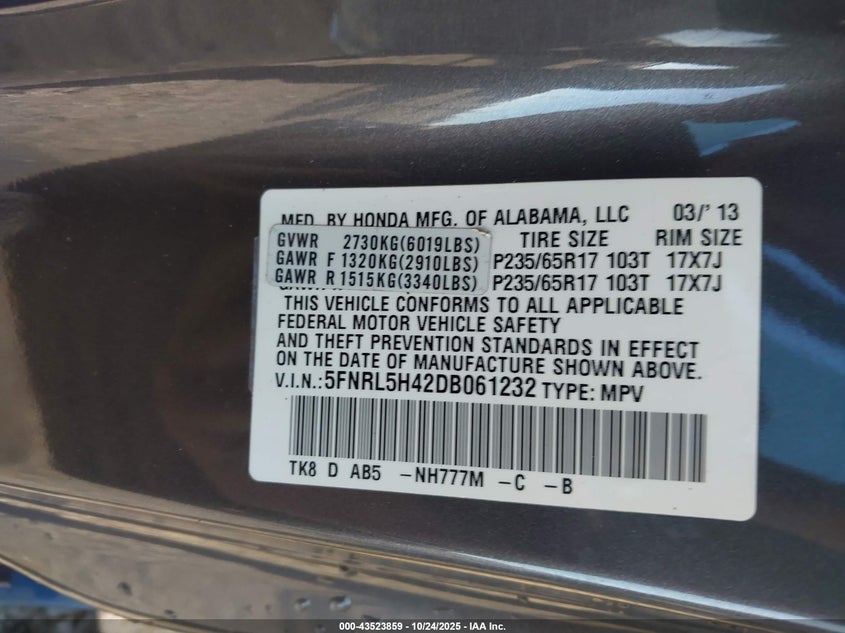 MFD. BY HONDA MFG. OF ALABAMA, LLC 03/'13
GVWR 2730KG(6019LBS) TIRE SIZE RIM SIZE
GAWR F 1320KG(2910LBS) P235/65R17 103T 17X7J
GAWR R 1515KG(3340LBS) P235/65R17 103T 17X7J
THIS VEHICLE CONFORMS TO ALL APPLICABLE
FEDERAL MOTOR VEHICLE SAFETY
AND THEFT PREVENTION STANDARDS IN EFFECT
ON THE DATE OF MANUFACTURE SHOWN ABOVE.
V.I.N.:5FNRL5H42DB061232 TYPE: MPV
TK8 D AB5 -NH777M -C -B
000-43523859 - 10/24/2025 - IAA Inc.